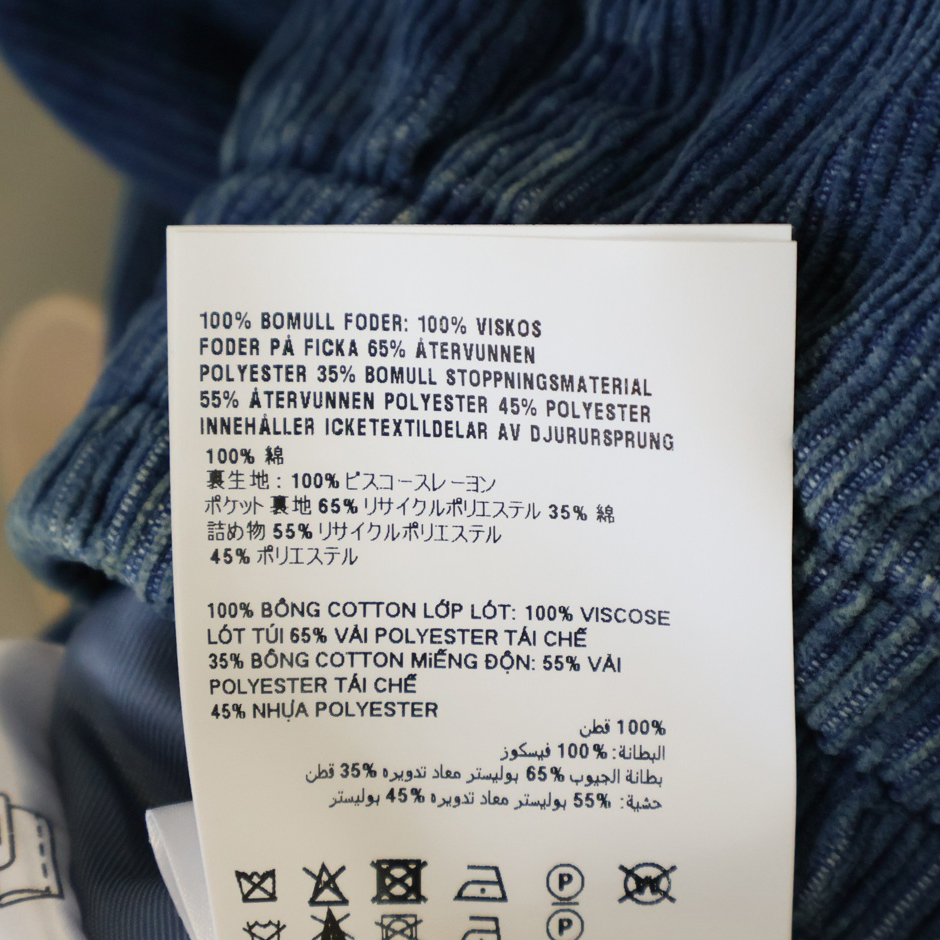 100% BOMULL FODER: 100% VISKOS
FODER PÅ FICKA 65% ÅTERVUNNEN
POLYESTER 35% BOMULL STOPPNINGSMATERIAL
55% ÅTERVUNNEN POLYESTER 45% POLYESTER
INNEHÅLLER ICKETEXTILDELAR AV DJURURSPRUNG
100% 綿
裏生地: 100% ビスコースレーヨン
ポケット 裏地 65% リサイクルポリエステル 35% 綿
詰め物 55% リサイクルポリエステル
45% ポリエステル
100% BÔNG COTTON LỚP LÓT: 100% VISCOSE
LÓT TÚI 65% VẢI POLYESTER TÁI CHẾ
35% BÔNG COTTON MIẾNG ĐỘN: 55% VẢI
POLYESTER TÁI CHẾ
45% NHỰA POLYESTER
100% قطن
البطانة: 100% فيسكوز
بطانة الجيوب 65% بوليستر معاد تدويره 35% قطن
حشية: 55% بوليستر معاد تدويره 45% بوليستر
P W
P